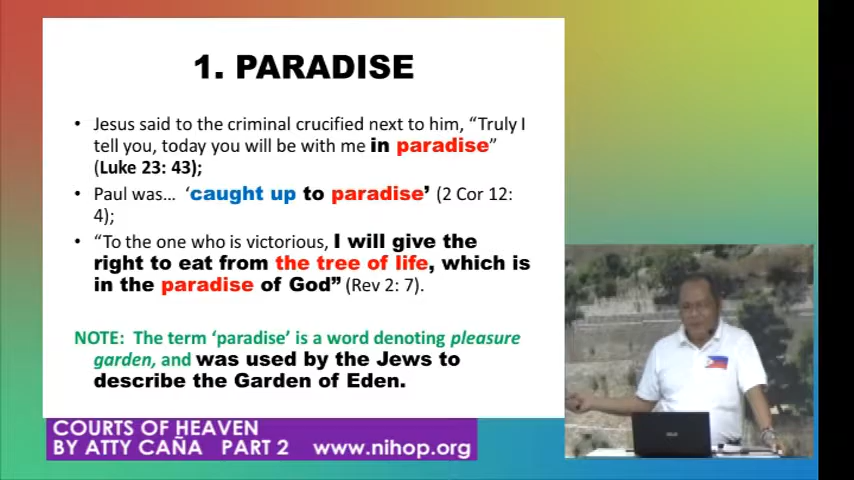 1. PARADISE
• Jesus said to the criminal crucified next to him, “Truly I
tell you, today you will be with me in paradise”
(Luke 23: 43);
• Paul was… ‘caught up to paradise’ (2 Cor 12:
4);
• “To the one who is victorious, I will give the
right to eat from the tree of life, which is
in the paradise of God” (Rev 2: 7).
NOTE: The term ‘paradise’ is a word denoting pleasure
garden, and was used by the Jews to
describe the Garden of Eden.
COURTS OF HEAVEN
BY ATTY CAÑA PART 2 www.nihop.org